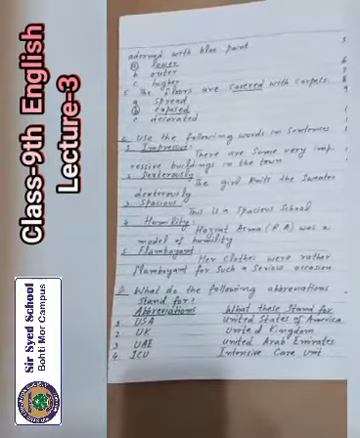 Class-9th English
Lecture-3
Sir Syed School
Bohti Mor Campus
adorned with blue paint
a lower
b outer
c higher
5. The floors are covered with carpets.
a spread
b exposed
c decorated
C. Use the following words in sentences
1 Impressive:
There are some very imp-
ressive buildings in the town
2 Dexterously:
The girl knits the sweater
dexterously
3 Spacious:
This is a spacious school
4 Humility:
Hazrat Asma (R.A) was a
model of humility
5 Flamboyant:
Her clothes were rather
flamboyant for such a serious occasion
D. What do the following abbreviations
stand for?
Abbreviations What these stand for
1 USA United States of America
2 UK United Kingdom
3 UAE United Arab Emirates
4. ICU Intensive Care Unit